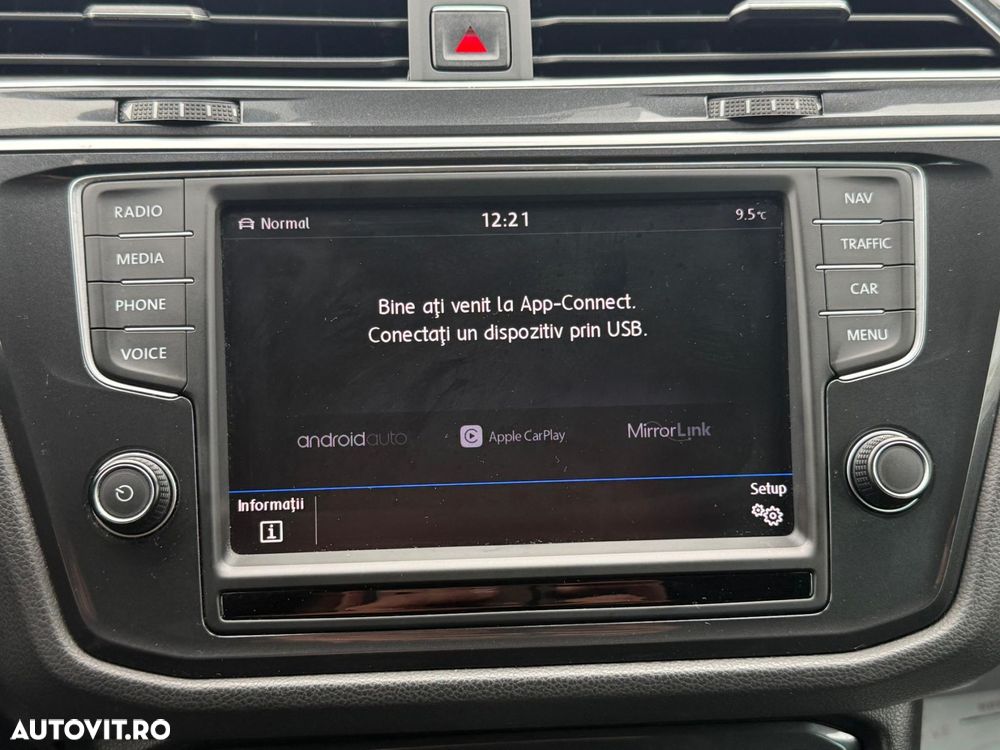 RADIO
MEDIA
PHONE
VOICE
Normal
12:21
9.5°C
Bine aţi venit la App-Connect.
Conectaţi un dispozitiv prin USB.
androidauto
Apple CarPlay
MirrorLink
Informaţii
i
Setup
NAV
TRAFFIC
CAR
MENU
AUTOVIT.RO